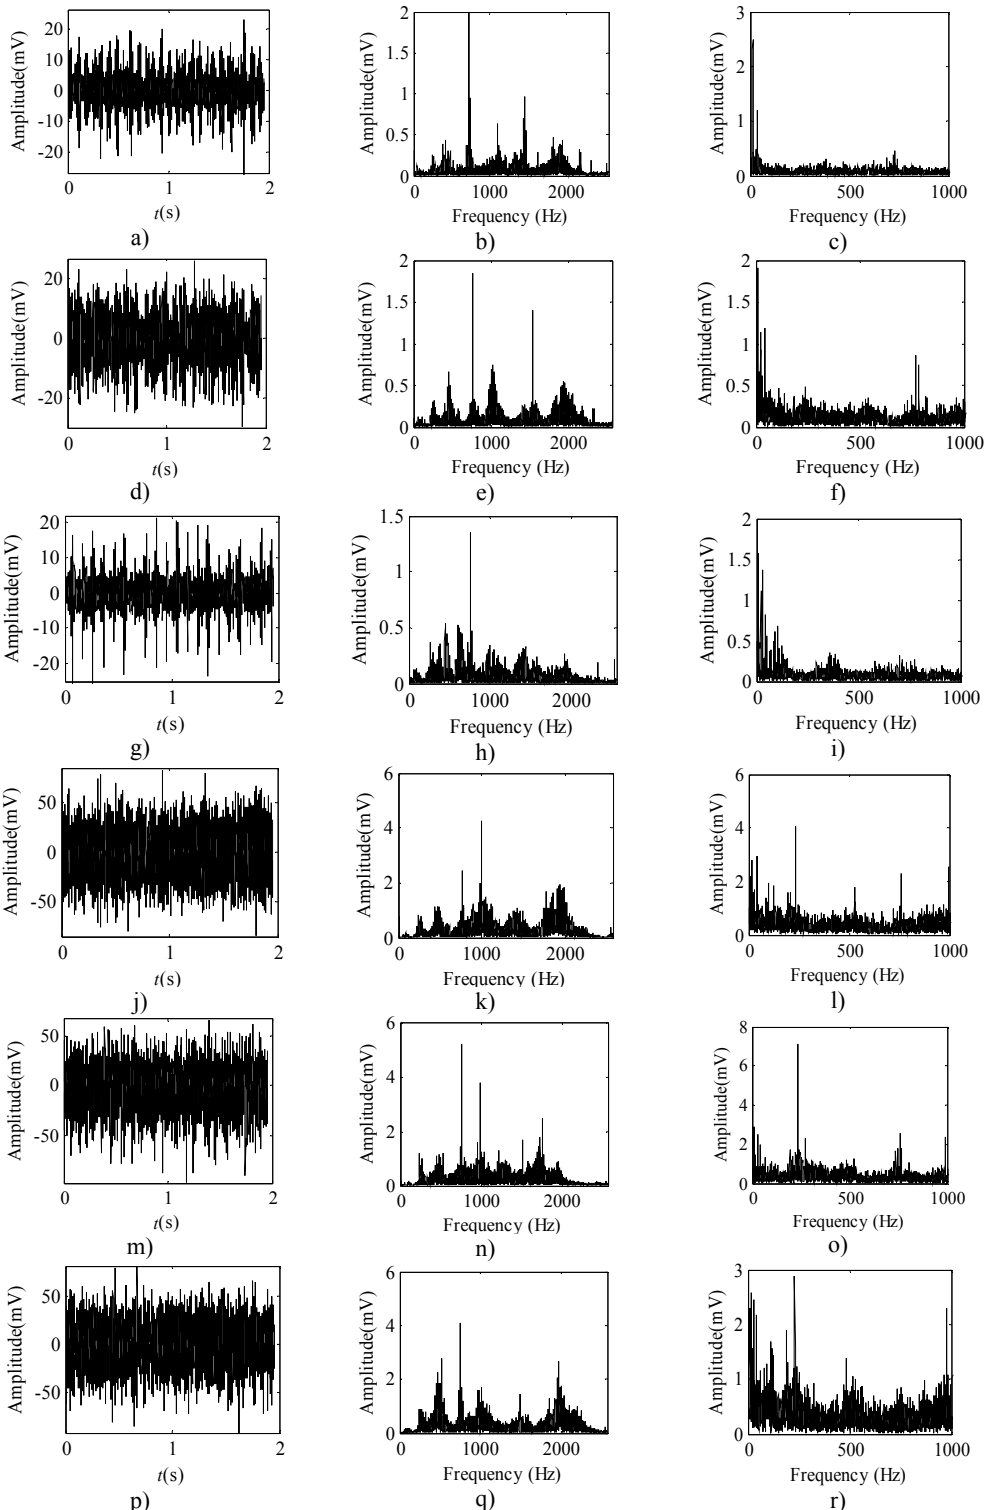 Amplitude(mV)
20
10
0
-10
-20
0
1
2
t(s)
a)
Amplitude(mV)
2
1.5
1
0.5
0
0
1000
2000
Frequency (Hz)
b)
Amplitude(mV)
3
2
1
0
0
500
1000
Frequency (Hz)
c)
Amplitude(mV)
20
0
-20
0
1
2
t(s)
d)
Amplitude(mV)
2
1.5
1
0.5
0
0
1000
2000
Frequency (Hz)
e)
Amplitude(mV)
2
1.5
1
0.5
0
0
500
1000
Frequency (Hz)
f)
Amplitude(mV)
20
10
0
-10
-20
0
1
2
t(s)
g)
Amplitude(mV)
1.5
1
0.5
0
0
1000
2000
Frequency (Hz)
h)
Amplitude(mV)
2
1.5
1
0.5
0
0
500
1000
Frequency (Hz)
i)
Amplitude(mV)
50
0
-50
0
1
2
t(s)
j)
Amplitude(mV)
6
4
2
0
0
1000
2000
Frequency (Hz)
k)
Amplitude(mV)
6
4
2
0
0
500
1000
Frequency (Hz)
l)
Amplitude(mV)
50
0
-50
0
1
2
t(s)
m)
Amplitude(mV)
6
4
2
0
0
1000
2000
Frequency (Hz)
n)
Amplitude(mV)
8
6
4
2
0
0
500
1000
Frequency (Hz)
o)
Amplitude(mV)
50
0
-50
0
1
2
t(s)
p)
Amplitude(mV)
6
4
2
0
0
1000
2000
Frequency (Hz)
q)
Amplitude(mV)
3
2
1
0
0
500
1000
Frequency (Hz)
r)